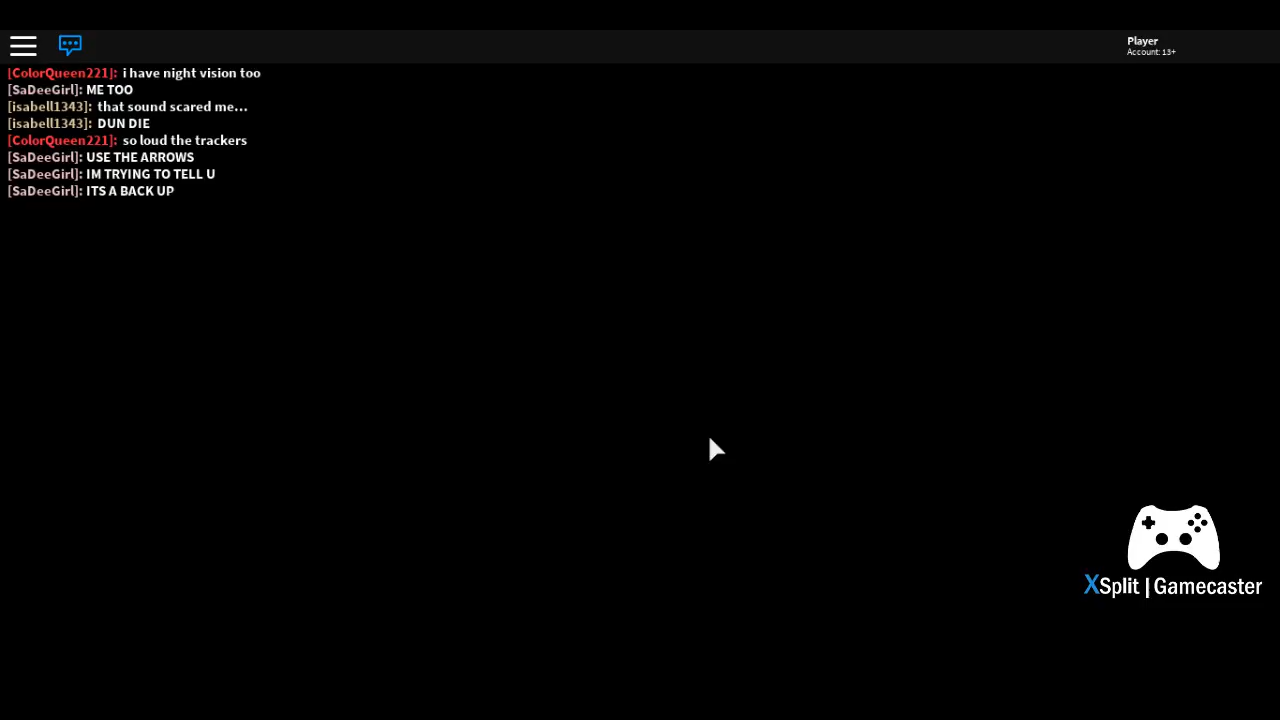 Player
Account: 13+
[ColorQueen221]: i have night vision too
[SaDeeGirl]: ME TOO
[isabell1343]: that sound scared me...
[isabell1343]: DUN DIE
[ColorQueen221]: so loud the trackers
[SaDeeGirl]: USE THE ARROWS
[SaDeeGirl]: IM TRYING TO TELL U
[SaDeeGirl]: ITS A BACK UP
XSplit | Gamecaster